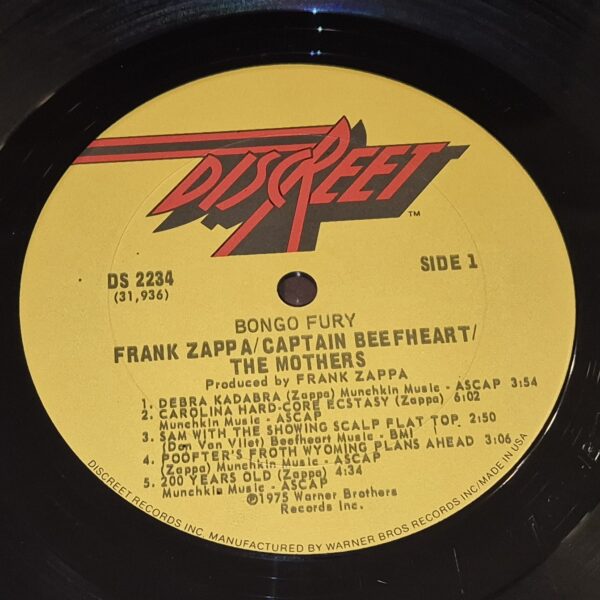 DISCREET
TM
DS 2234
SIDE 1
(31,936)
BONGO FURY
FRANK ZAPPA/CAPTAIN BEEFHEART/
THE MOTHERS
Produced by FRANK ZAPPA
1. DEBRA KADABRA (Zappa) Munchkin Music - ASCAP 3:54
2. CAROLINA HARD-CORE ECSTASY (Zappa) 6:02
Munchkin Music - ASCAP
3. SAM WITH THE SHOWING SCALP FLAT TOP 2:50
(Don Van Vliet) Beefheart Music - BMI
4. POOFTER'S FROTH WYOMING PLANS AHEAD 3:06
(Zappa) Munchkin Music - ASCAP
5. 200 YEARS OLD (Zappa) 4:34
Munchkin Music - ASCAP
℗1975 Warner Brothers
Records Inc.
DISCREET RECORDS INC. MANUFACTURED BY WARNER BROS RECORDS INC/MADE IN USA